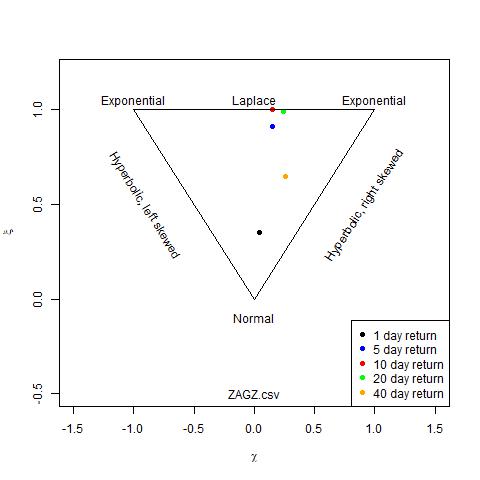 Exponential
Laplace
Exponential
1.0
Hyperbolic, left skewed
Hyperbolic, right skewed
0.5
ξ
0.0
Normal
1 day return
5 day return
10 day return
20 day return
40 day return
-0.5
ZAGZ.csv
-1.5
-1.0
-0.5
0.0
0.5
1.0
1.5
χ